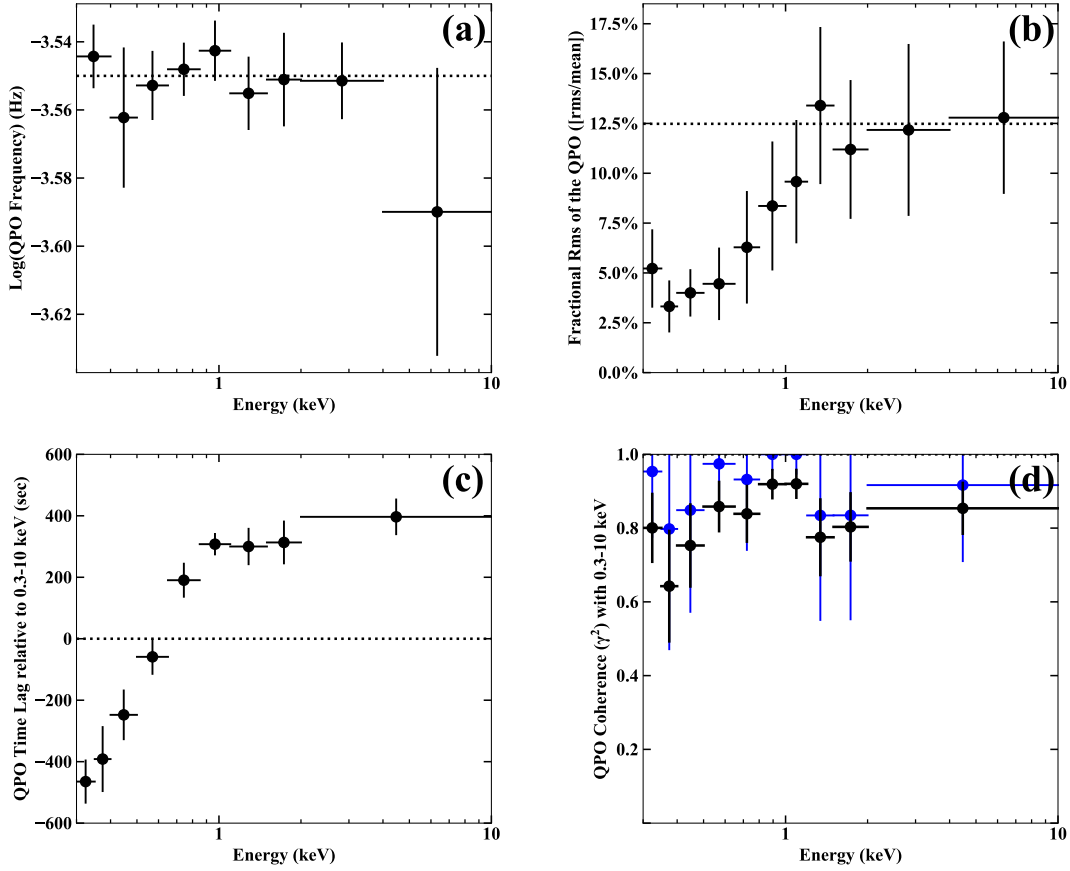 (a)
−3.54
−3.56
−3.58
−3.60
−3.62
Log(QPO Frequency) (Hz)
1
10
Energy (keV)
(b)
17.5%
15.0%
12.5%
10.0%
7.5%
5.0%
2.5%
0.0%
Fractional Rms of the QPO ([rms/mean])
1
10
Energy (keV)
(c)
600
400
200
0
−200
−400
−600
QPO Time Lag relative to 0.3-10 keV (sec)
1
10
Energy (keV)
(d)
1.0
0.8
0.6
0.4
0.2
QPO Coherence (γ²) with 0.3-10 keV
1
10
Energy (keV)